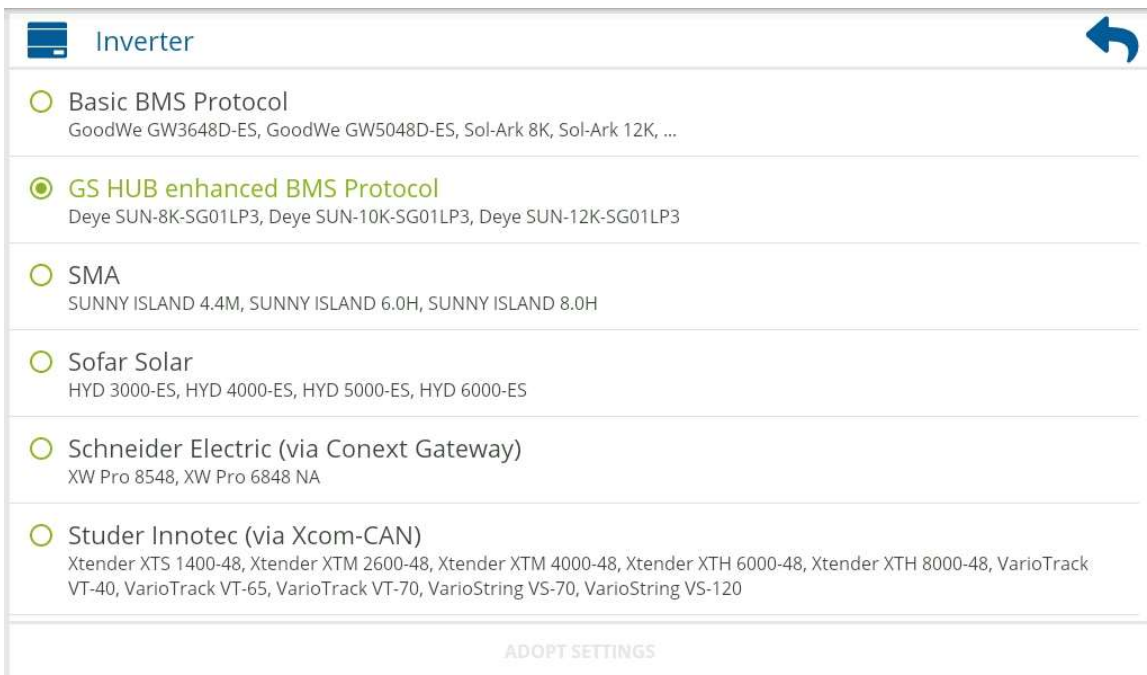 Inverter
Basic BMS Protocol
GoodWe GW3648D-ES, GoodWe GW5048D-ES, Sol-Ark 8K, Sol-Ark 12K, ...
GS HUB enhanced BMS Protocol
Deye SUN-8K-SG01LP3, Deye SUN-10K-SG01LP3, Deye SUN-12K-SG01LP3
SMA
SUNNY ISLAND 4.4M, SUNNY ISLAND 6.0H, SUNNY ISLAND 8.0H
Sofar Solar
HYD 3000-ES, HYD 4000-ES, HYD 5000-ES, HYD 6000-ES
Schneider Electric (via Conext Gateway)
XW Pro 8548, XW Pro 6848 NA
Studer Innotec (via Xcom-CAN)
Xtender XTS 1400-48, Xtender XTM 2600-48, Xtender XTM 4000-48, Xtender XTH 6000-48, Xtender XTH 8000-48, VarioTrack
VT-40, VarioTrack VT-65, VarioTrack VT-70, VarioString VS-70, VarioString VS-120
ADOPT SETTINGS